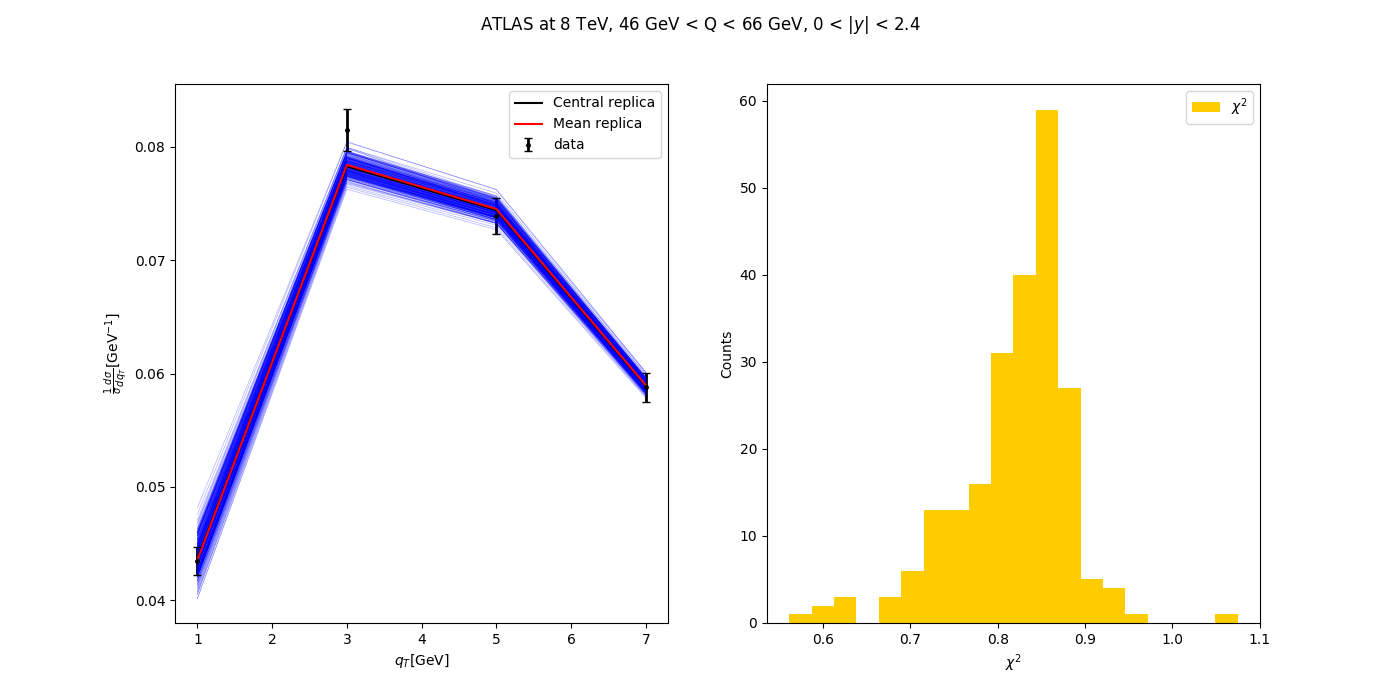 ATLAS at 8 TeV, 46 GeV < Q < 66 GeV, 0 < |y| < 2.4
Central replica
Mean replica
data
0.08
0.07
0.06
0.05
0.04
1/σ dσ/dq_T [GeV⁻¹]
1 2 3 4 5 6 7
q_T[GeV]
χ²
60
50
40
30
20
10
0
Counts
0.6 0.7 0.8 0.9 1.0 1.1
χ²